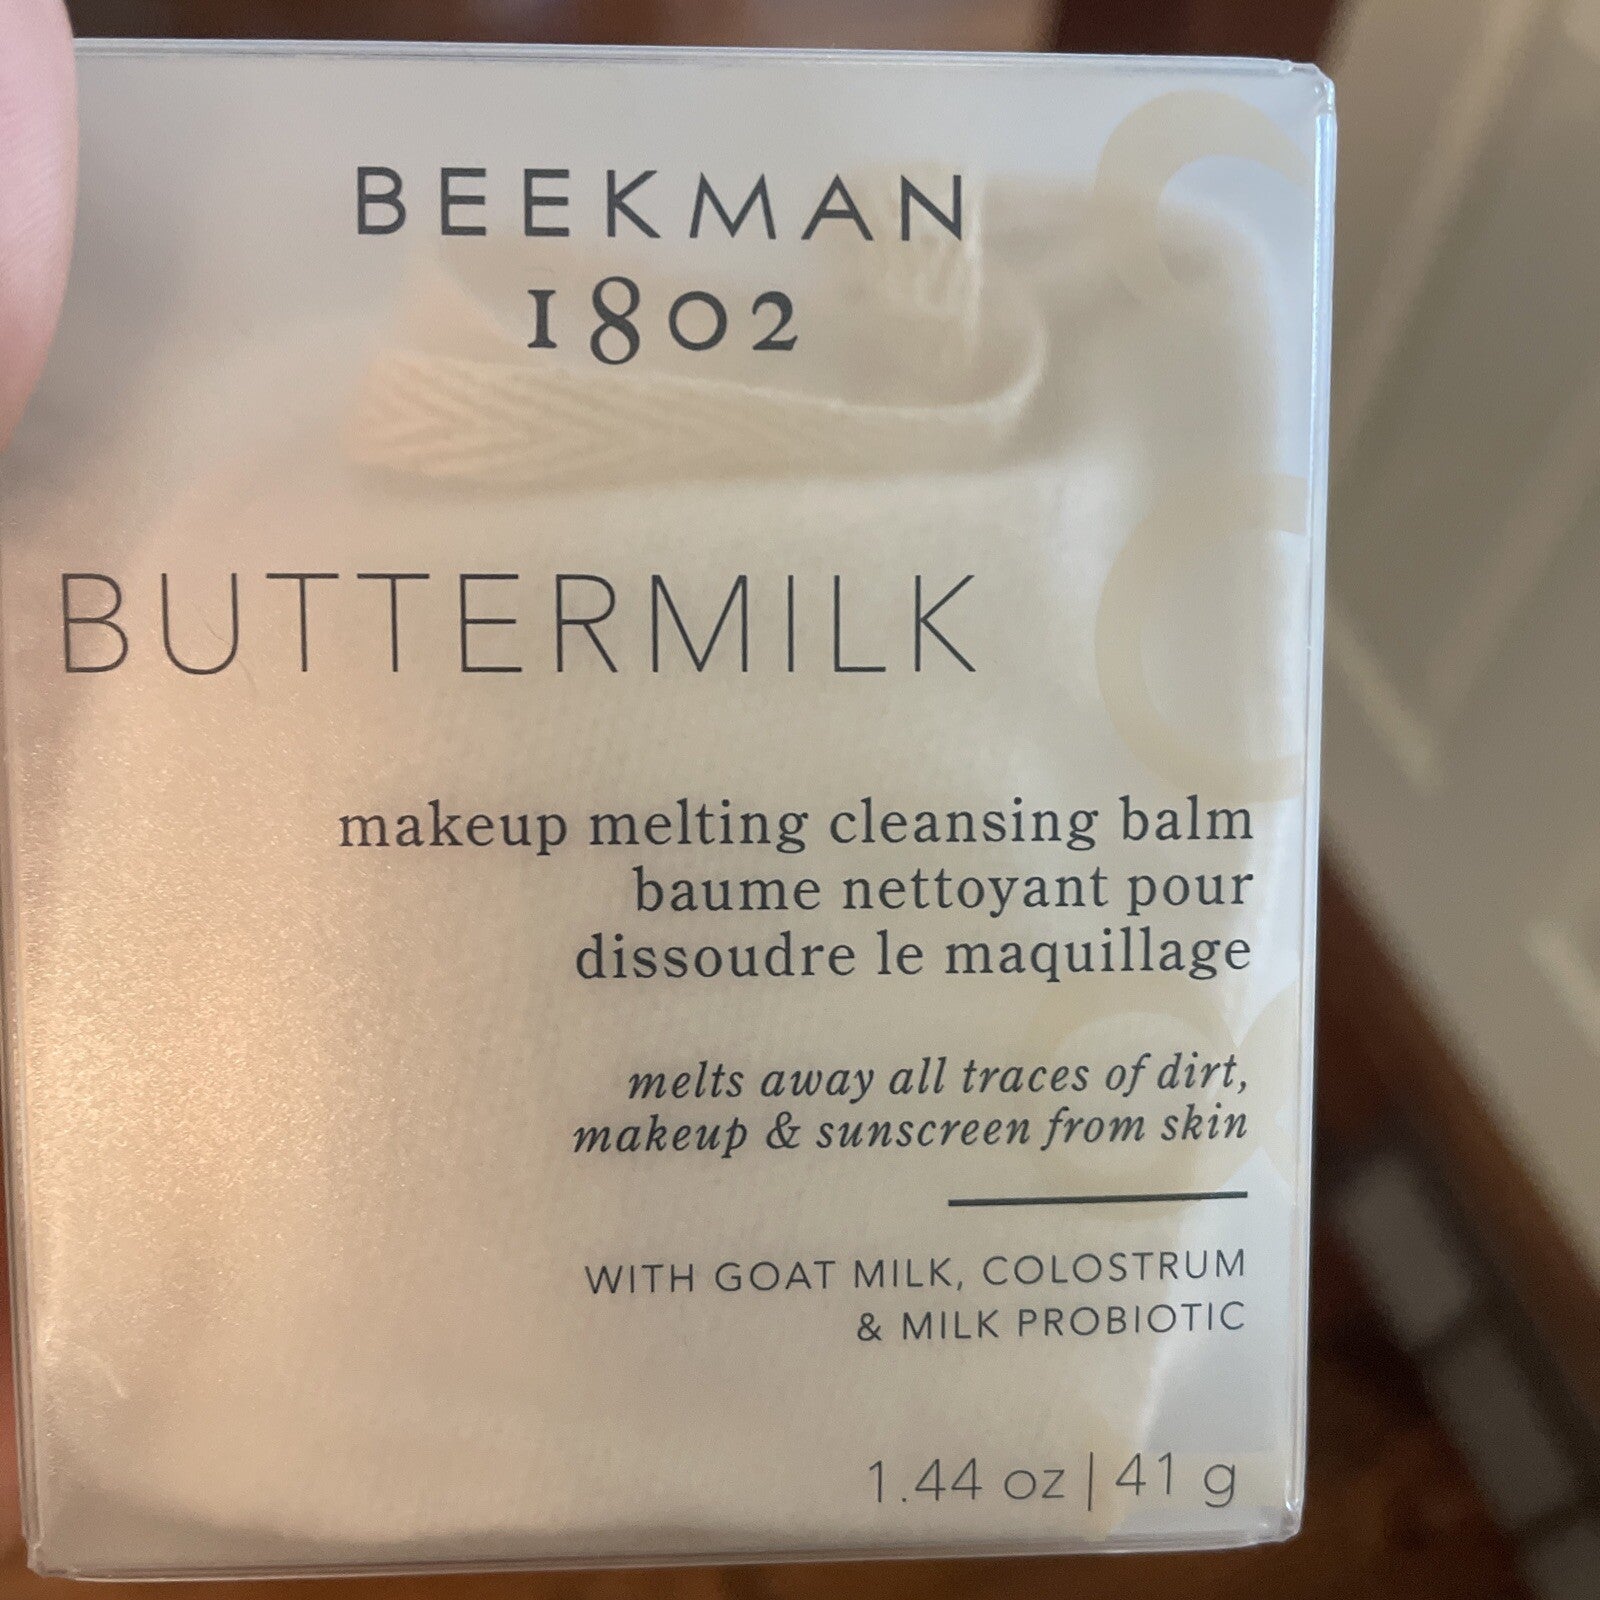 BEEKMAN
1802
BUTTERMILK
makeup melting cleansing balm
baume nettoyant pour
dissoudre le maquillage
melts away all traces of dirt,
makeup & sunscreen from skin
WITH GOAT MILK, COLOSTRUM
& MILK PROBIOTIC
1.44 oz | 41 g